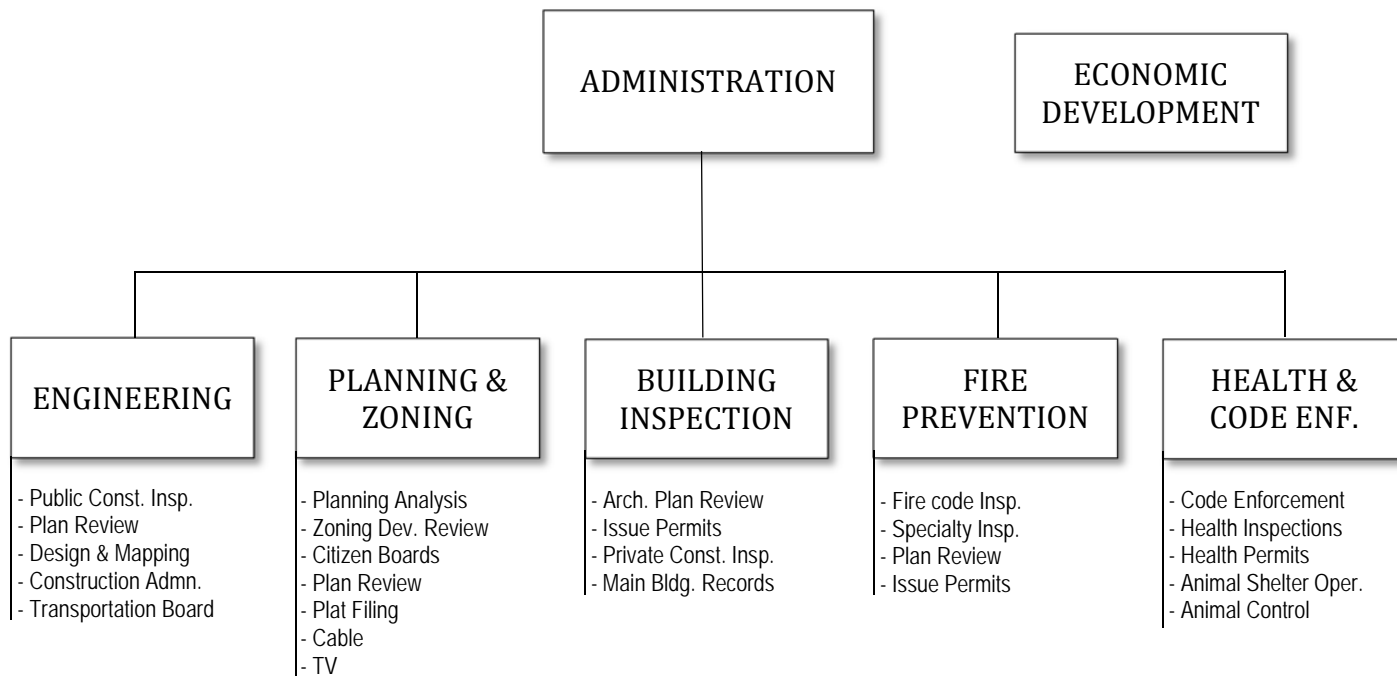 ADMINISTRATION
ECONOMIC
DEVELOPMENT
ENGINEERING
- Public Const. Insp.
- Plan Review
- Design & Mapping
- Construction Admn.
- Transportation Board
PLANNING &
ZONING
- Planning Analysis
- Zoning Dev. Review
- Citizen Boards
- Plan Review
- Plat Filing
- Cable
- TV
BUILDING
INSPECTION
- Arch. Plan Review
- Issue Permits
- Private Const. Insp.
- Main Bldg. Records
FIRE
PREVENTION
- Fire code Insp.
- Specialty Insp.
- Plan Review
- Issue Permits
HEALTH &
CODE ENF.
- Code Enforcement
- Health Inspections
- Health Permits
- Animal Shelter Oper.
- Animal Control